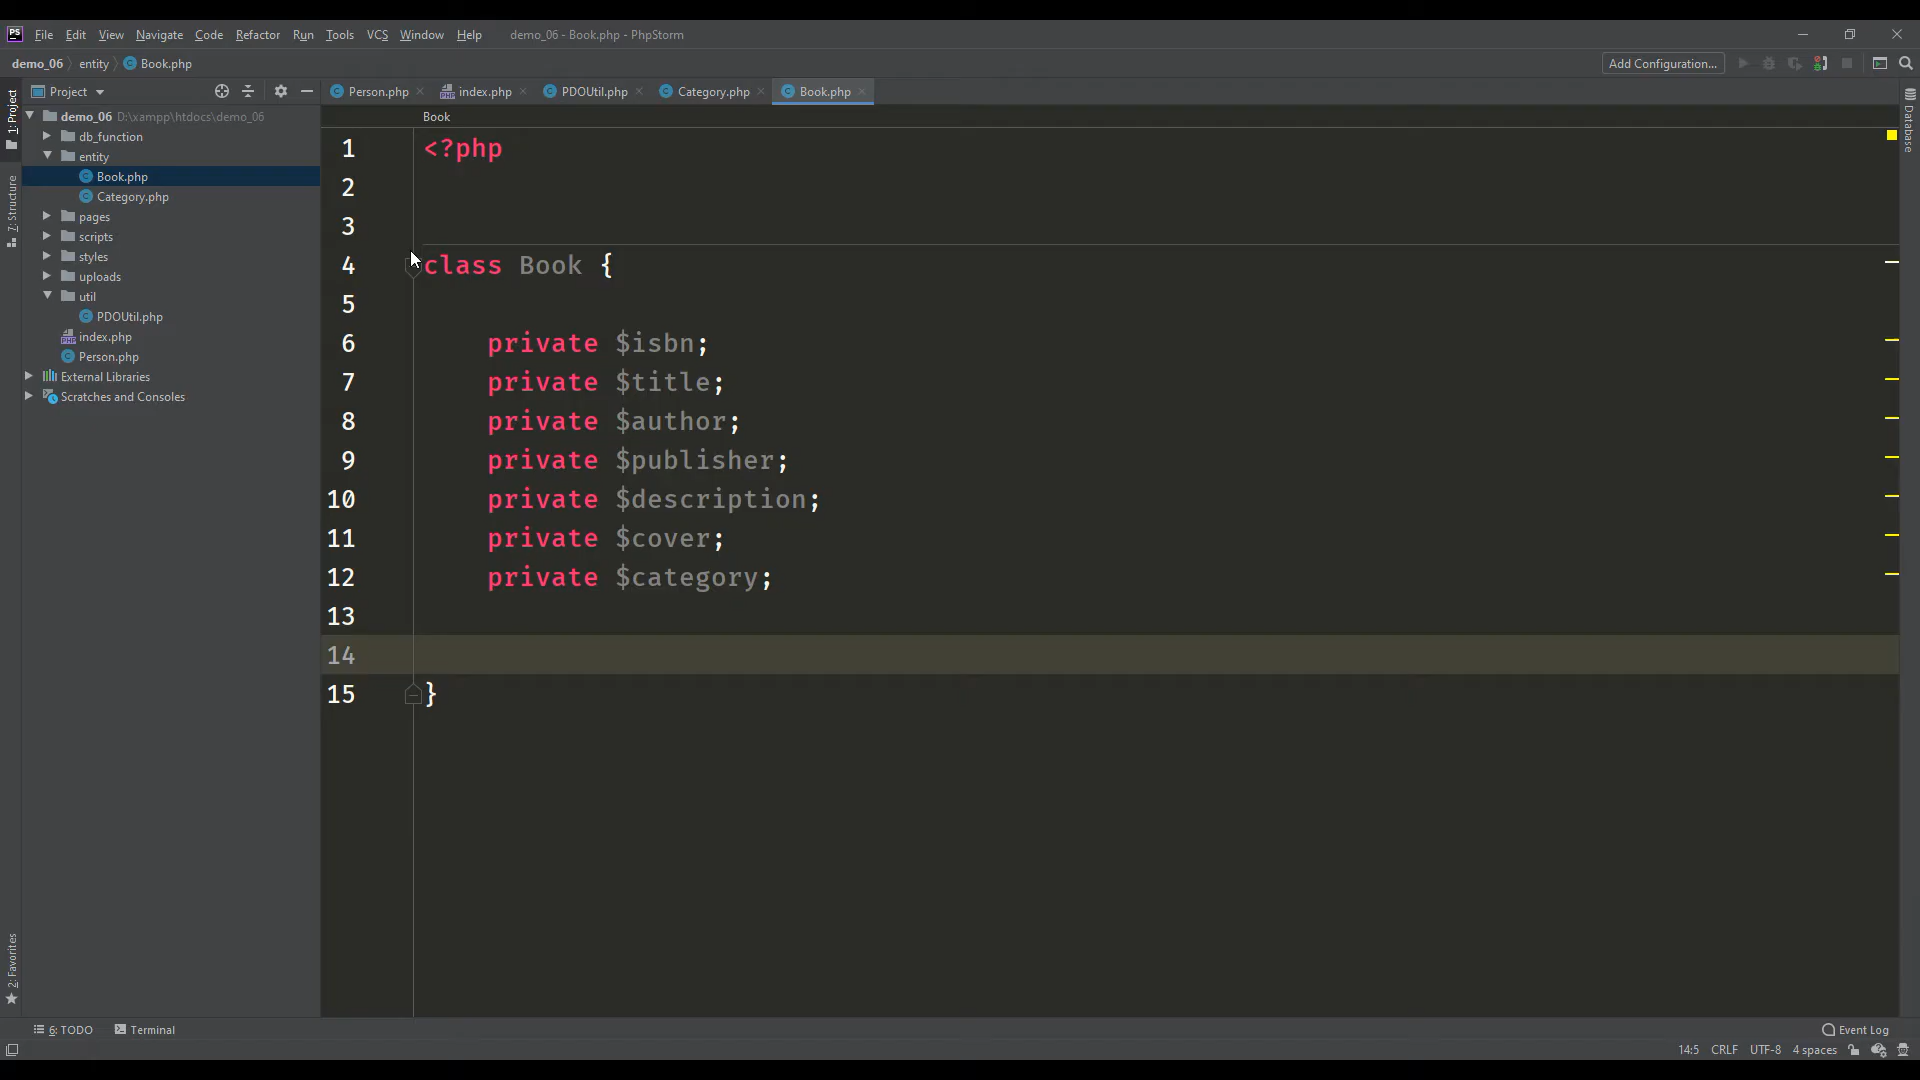 PS File Edit View Navigate Code Refactor Run Tools VCS Window Help demo_06 - Book.php - PhpStorm
demo_06 entity Book.php Add Configuration...
Project Person.php index.php PDOUtil.php Category.php Book.php
demo_06 D:\xampp\htdocs\demo_06
db_function
entity
Book.php
Category.php
pages
scripts
styles
uploads
util
PDOUtil.php
index.php
Person.php
External Libraries
Scratches and Consoles
1: Project
7: Structure
2: Favorites
Book
1 <?php
2
3
4 class Book {
5
6 private $isbn;
7 private $title;
8 private $author;
9 private $publisher;
10 private $description;
11 private $cover;
12 private $category;
13
14
15 }
Database
6: TODO Terminal Event Log
14:5 CRLF UTF-8 4 spaces